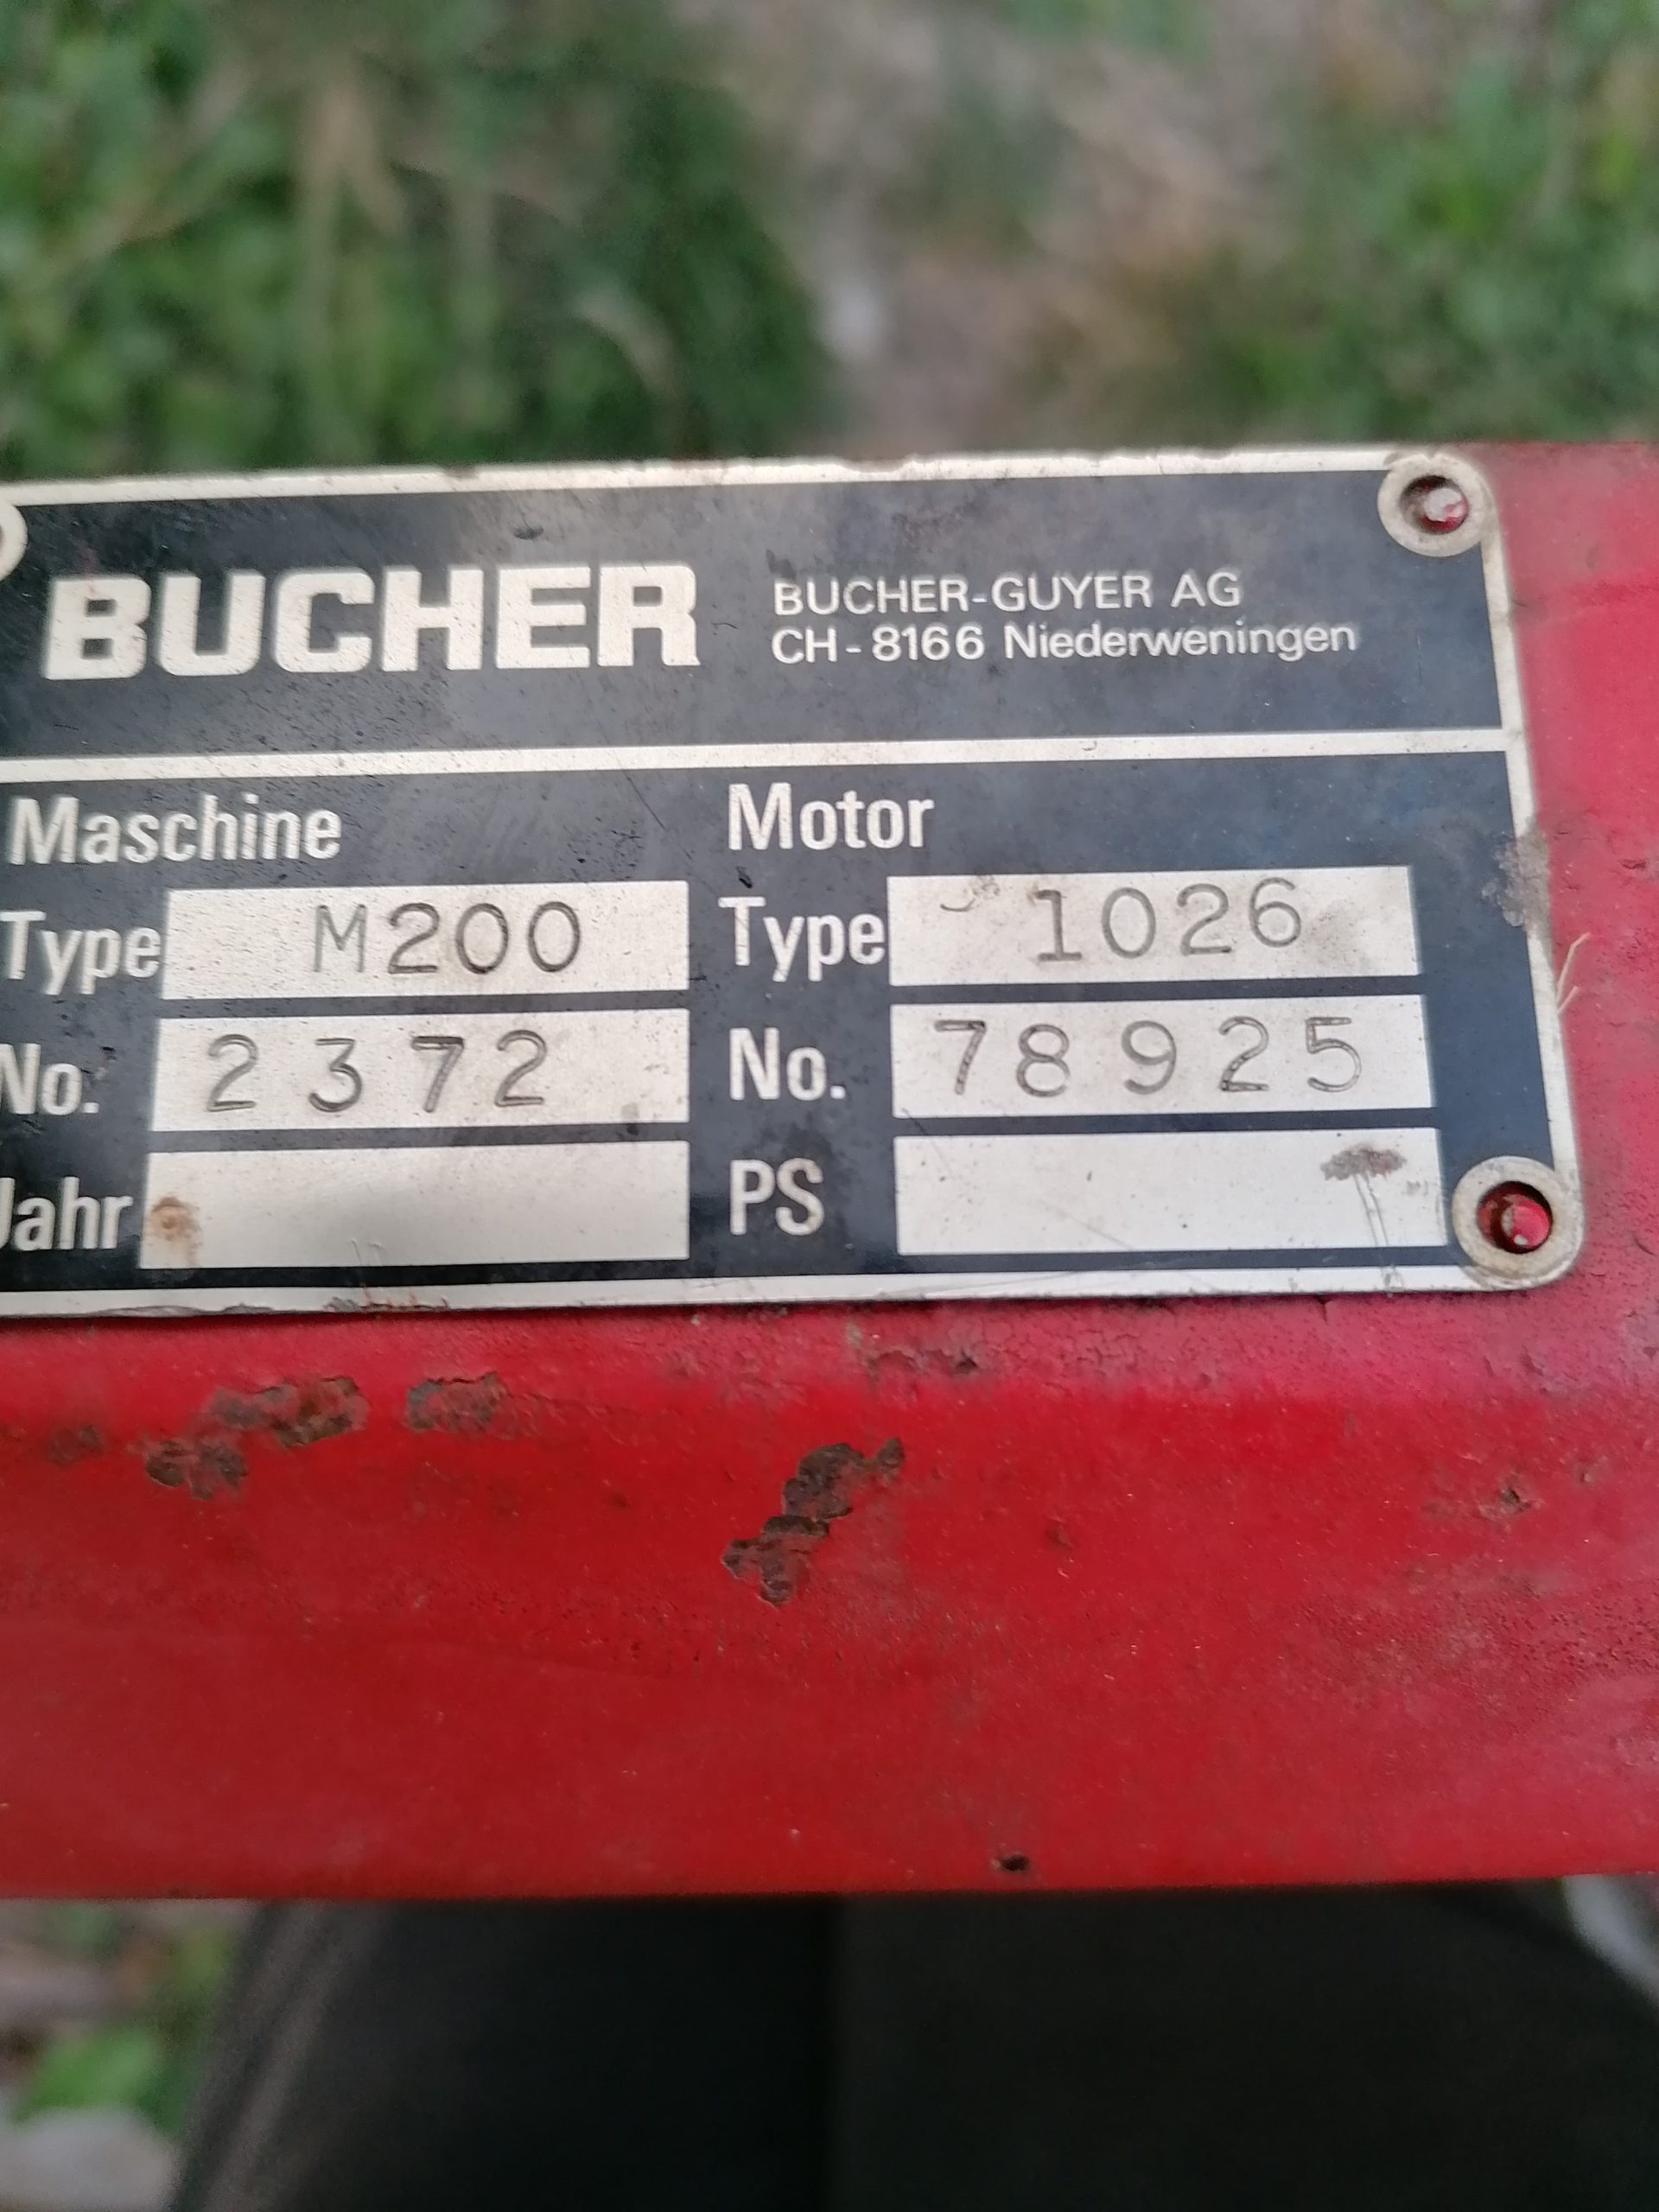 BUCHER
BUCHER-GUYER AG
CH-8166 Niederweningen
Maschine
Motor
Type M200
Type 1026
No. 2372
No. 78925
Jahr
PS